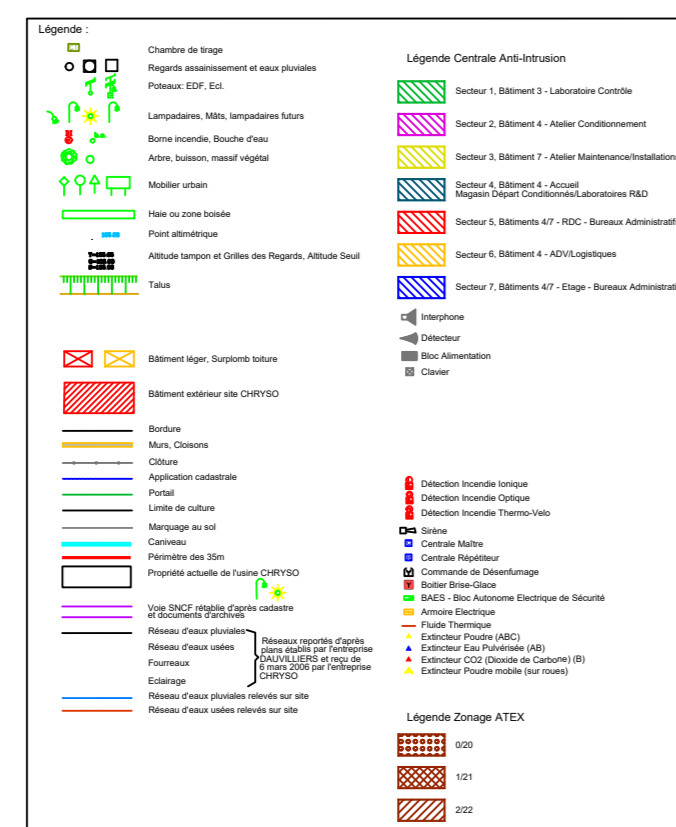 Légende :
Chambre de tirage
Regards assainissement et eaux pluviales
Poteaux: EDF, Ecl.
Lampadaires, Mâts, lampadaires futurs
Borne incendie, Bouche d'eau
Arbre, buisson, massif végétal
Mobilier urbain
Haie ou zone boisée
Point altimétrique
Altitude tampon et Grilles des Regards, Altitude Seuil
Talus
Bâtiment léger, Surplomb toiture
Bâtiment extérieur site CHRYSO
Bordure
Murs, Cloisons
Clôture
Application cadastrale
Portail
Limite de culture
Marquage au sol
Caniveau
Périmètre des 35m
Propriété actuelle de l'usine CHRYSO
Voie SNCF rétablie d'après cadastre
et documents d'archives
Réseau d'eaux pluviales
Réseau d'eaux usées
Fourreaux
Eclairage
Réseaux reportés d'après
plans établis par l'entreprise
DAUVILLIERS et reçu de
6 mars 2006 par l'entreprise
CHRYSO
Réseau d'eaux pluviales relevés sur site
Réseau d'eaux usées relevés sur site
Légende Centrale Anti-Intrusion
Secteur 1, Bâtiment 3 - Laboratoire Contrôle
Secteur 2, Bâtiment 4 - Atelier Conditionnement
Secteur 3, Bâtiment 7 - Atelier Maintenance/Installations
Secteur 4, Bâtiment 4 - Accueil
Magasin Départ Conditionnés/Laboratoires R&D
Secteur 5, Bâtiments 4/7 - RDC - Bureaux Administratifs
Secteur 6, Bâtiment 4 - ADV/Logistiques
Secteur 7, Bâtiments 4/7 - Etage - Bureaux Administrati
Interphone
Détecteur
Bloc Alimentation
Clavier
Détection Incendie Ionique
Détection Incendie Optique
Détection Incendie Thermo-Velo
Sirène
Centrale Maître
Centrale Répétiteur
Commande de Désenfumage
Boitier Brise-Glace
BAES - Bloc Autonome Electrique de Sécurité
Armoire Electrique
Fluide Thermique
Extincteur Poudre (ABC)
Extincteur Eau Pulvérisée (AB)
Extincteur CO2 (Dioxide de Carbone) (B)
Extincteur Poudre mobile (sur roues)
Légende Zonage ATEX
0/20
1/21
2/22